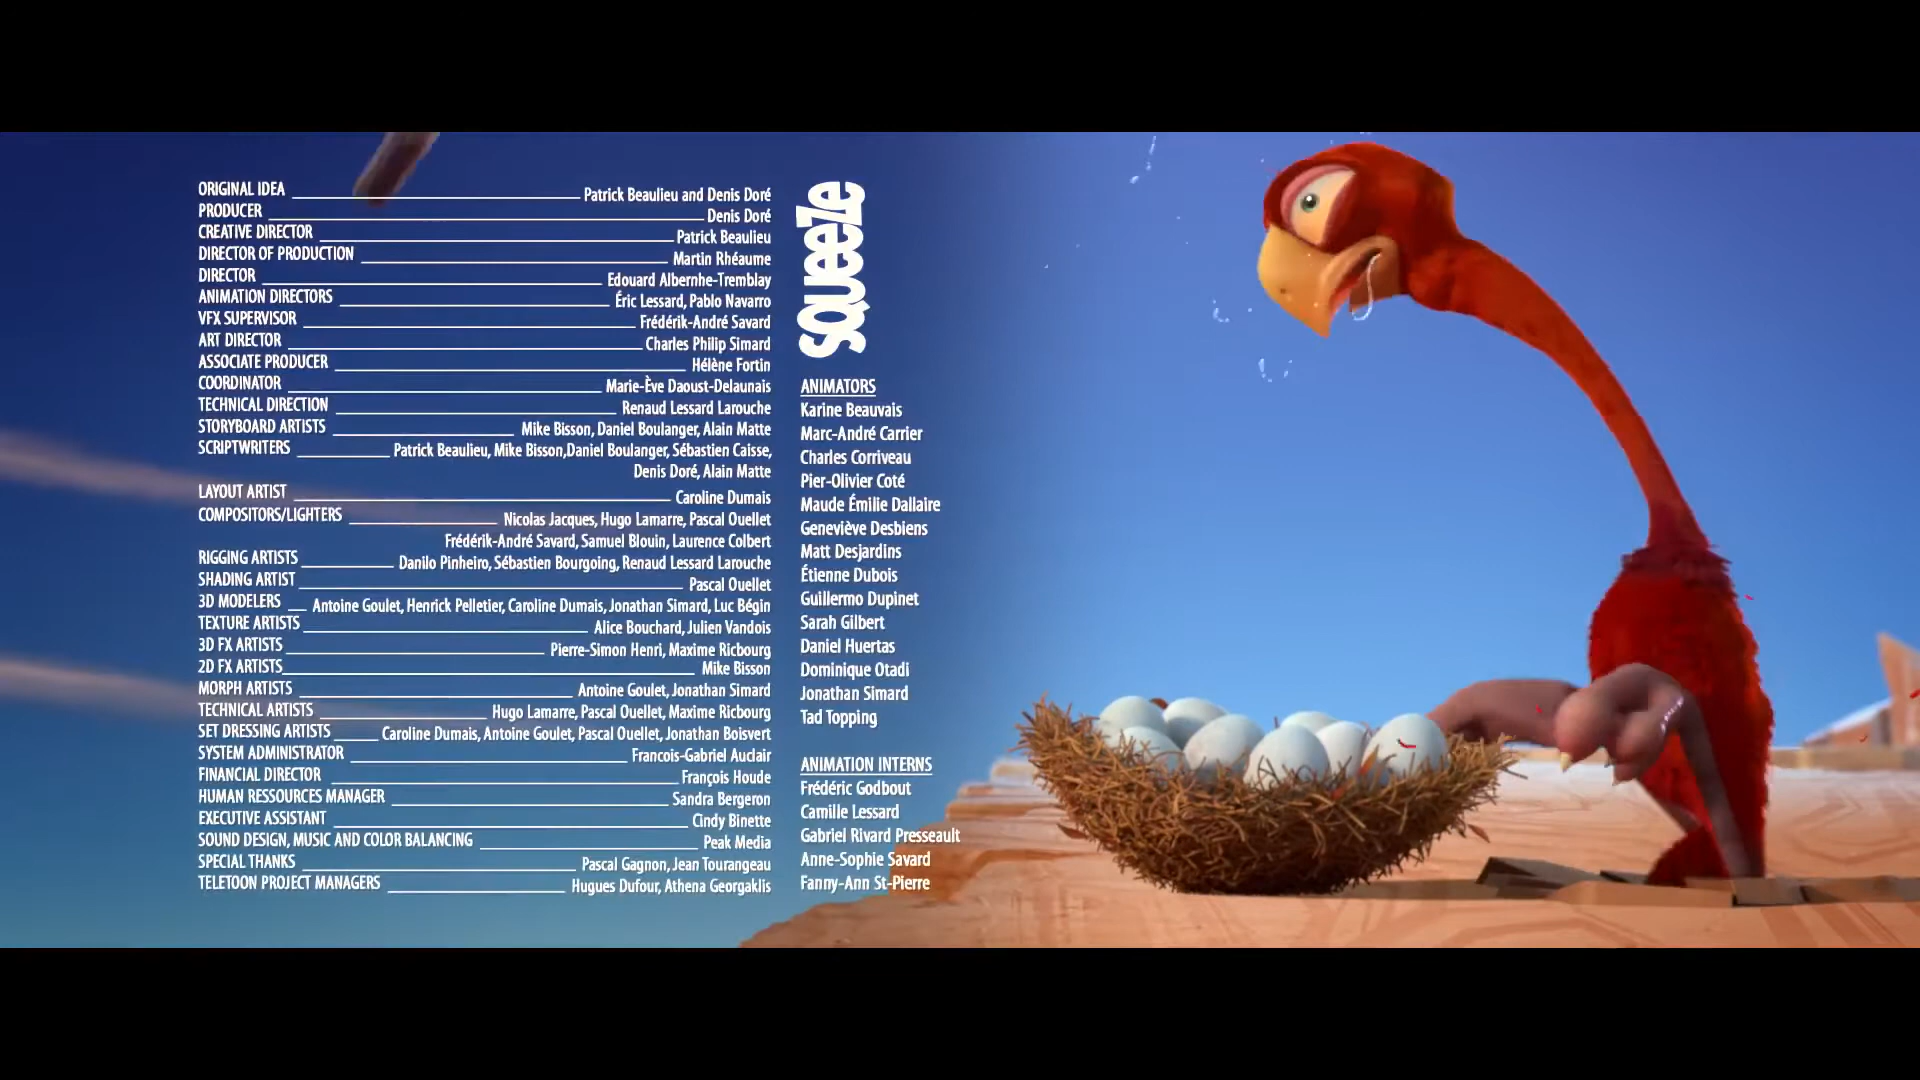 ORIGINAL IDEA Patrick Beaulieu and Denis Doré
PRODUCER Denis Doré
CREATIVE DIRECTOR Patrick Beaulieu
DIRECTOR OF PRODUCTION Martin Rhéaume
DIRECTOR Edouard Albernhe-Tremblay
ANIMATION DIRECTORS Éric Lessard, Pablo Navarro
VFX SUPERVISOR Frédérik-André Savard
ART DIRECTOR Charles Philip Simard
ASSOCIATE PRODUCER Hélène Fortin
COORDINATOR Marie-Ève Daoust-Delaunais
TECHNICAL DIRECTION Renaud Lessard Larouche
STORYBOARD ARTISTS Mike Bisson, Daniel Boulanger, Alain Matte
SCRIPTWRITERS Patrick Beaulieu, Mike Bisson,Daniel Boulanger, Sébastien Caisse,
Denis Doré, Alain Matte
LAYOUT ARTIST Caroline Dumais
COMPOSITORS/LIGHTERS Nicolas Jacques, Hugo Lamarre, Pascal Ouellet
Frédérik-André Savard, Samuel Blouin, Laurence Colbert
RIGGING ARTISTS Danilo Pinheiro, Sébastien Bourgoing, Renaud Lessard Larouche
SHADING ARTIST Pascal Ouellet
3D MODELERS Antoine Goulet, Henrick Pelletier, Caroline Dumais, Jonathan Simard, Luc Bégin
TEXTURE ARTISTS Alice Bouchard, Julien Vandois
3D FX ARTISTS Pierre-Simon Henri, Maxime Ricbourg
2D FX ARTISTS Mike Bisson
MORPH ARTISTS Antoine Goulet, Jonathan Simard
TECHNICAL ARTISTS Hugo Lamarre, Pascal Ouellet, Maxime Ricbourg
SET DRESSING ARTISTS Caroline Dumais, Antoine Goulet, Pascal Ouellet, Jonathan Boisvert
SYSTEM ADMINISTRATOR Francois-Gabriel Auclair
FINANCIAL DIRECTOR François Houde
HUMAN RESSOURCES MANAGER Sandra Bergeron
EXECUTIVE ASSISTANT Cindy Binette
SOUND DESIGN, MUSIC AND COLOR BALANCING Peak Media
SPECIAL THANKS Pascal Gagnon, Jean Tourangeau
TELETOON PROJECT MANAGERS Hugues Dufour, Athena Georgaklis
squeeze
ANIMATORS
Karine Beauvais
Marc-André Carrier
Charles Corriveau
Pier-Olivier Coté
Maude Émilie Dallaire
Geneviève Desbiens
Matt Desjardins
Étienne Dubois
Guillermo Dupinet
Sarah Gilbert
Daniel Huertas
Dominique Otadi
Jonathan Simard
Tad Topping
ANIMATION INTERNS
Frédéric Godbout
Camille Lessard
Gabriel Rivard Presseault
Anne-Sophie Savard
Fanny-Ann St-Pierre